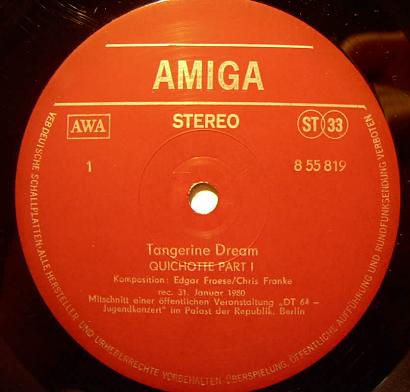 AMIGA
AWA
STEREO
ST 33
1
8 55 819
Tangerine Dream
QUICHOTTE PART I
Komposition: Edgar Froese/Chris Franke
rec. 31. Januar 1980
Mitschnitt einer öffentlichen Veranstaltung „DT 64 –
Jugendkonzert" im Palast der Republik, Berlin
VEB DEUTSCHE SCHALLPLATTEN. ALLE HERSTELLER- UND URHEBERRECHTE VORBEHALTEN. ÜBERSPIELUNG, ÖFFENTLICHE AUFFÜHRUNG UND RUNDFUNKSENDUNG VERBOTEN